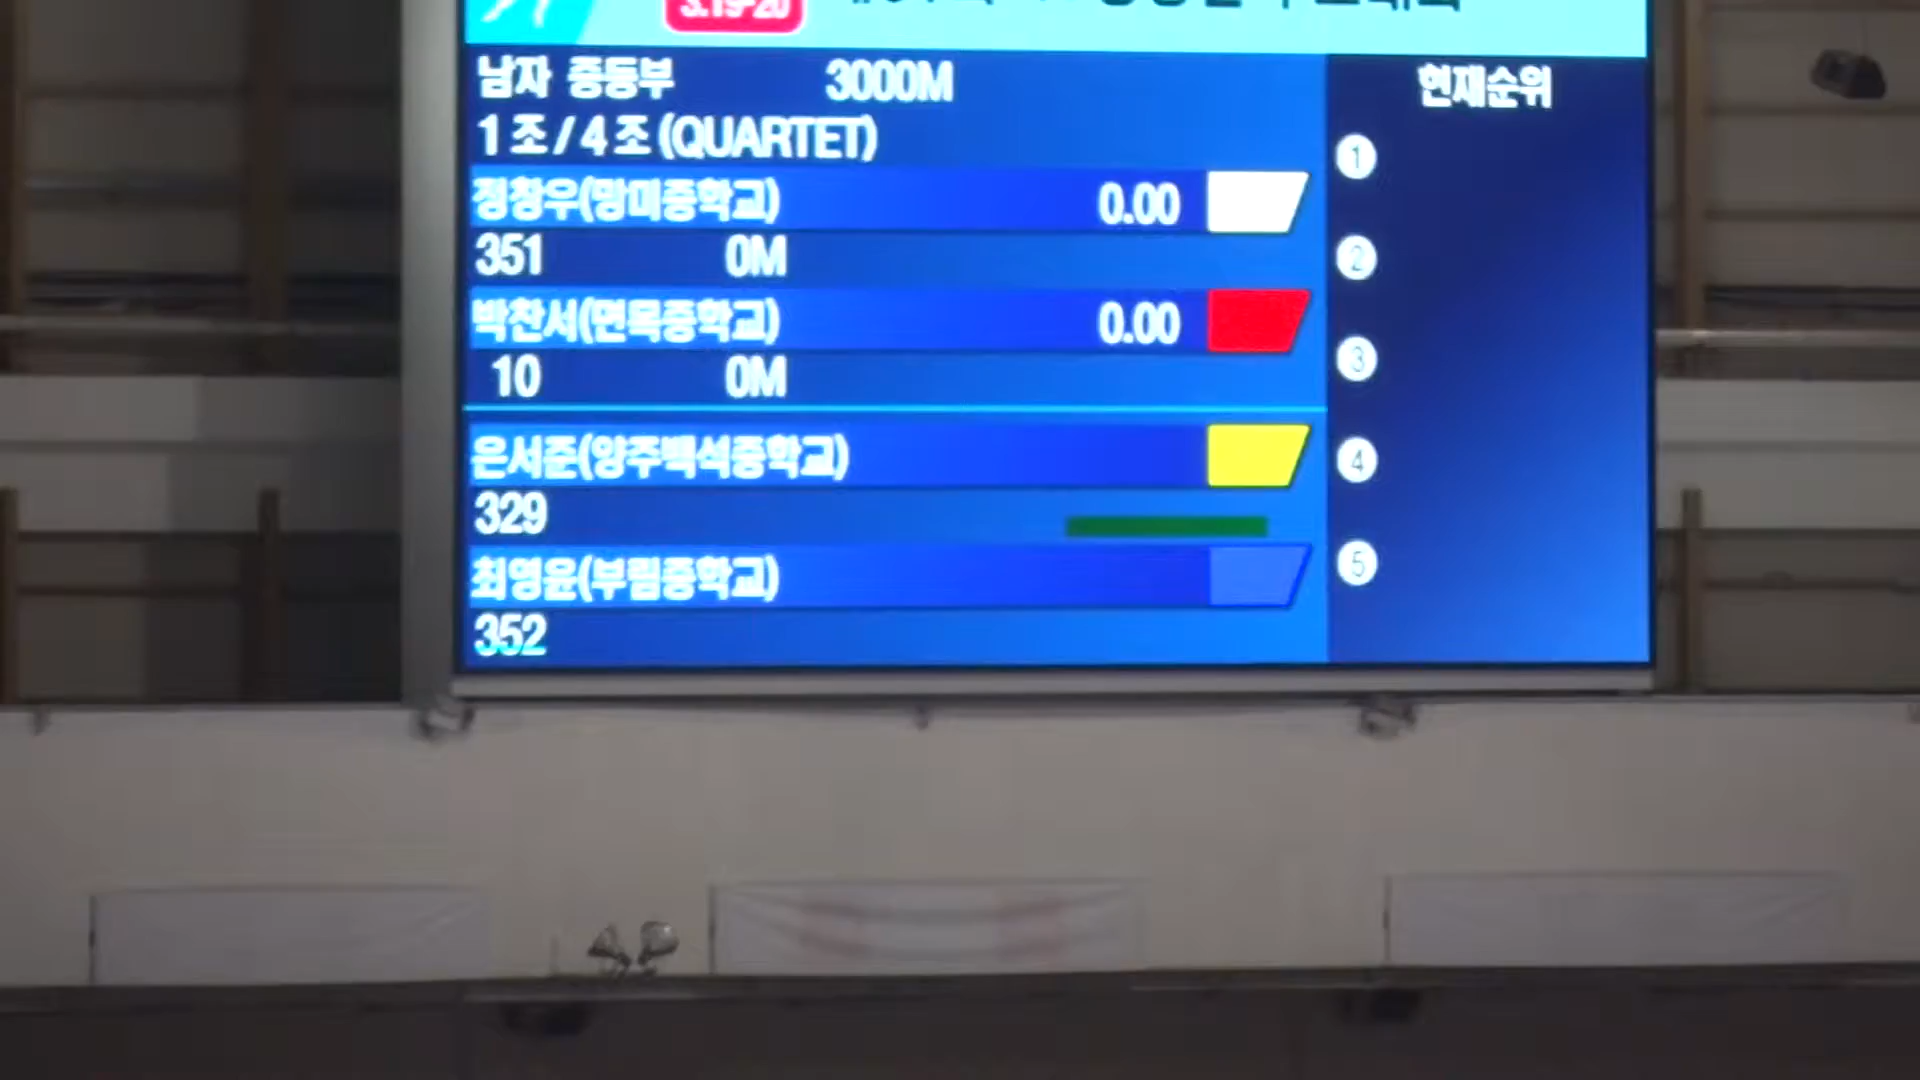 3.19-20
남자 중등부 3000M
현재순위
1조/4조(QUARTET)
정창우(망미중학교) 0.00
351 0M
박찬서(면목중학교) 0.00
10 0M
은서준(양주백석중학교)
329
최영윤(부림중학교)
352
1
2
3
4
5